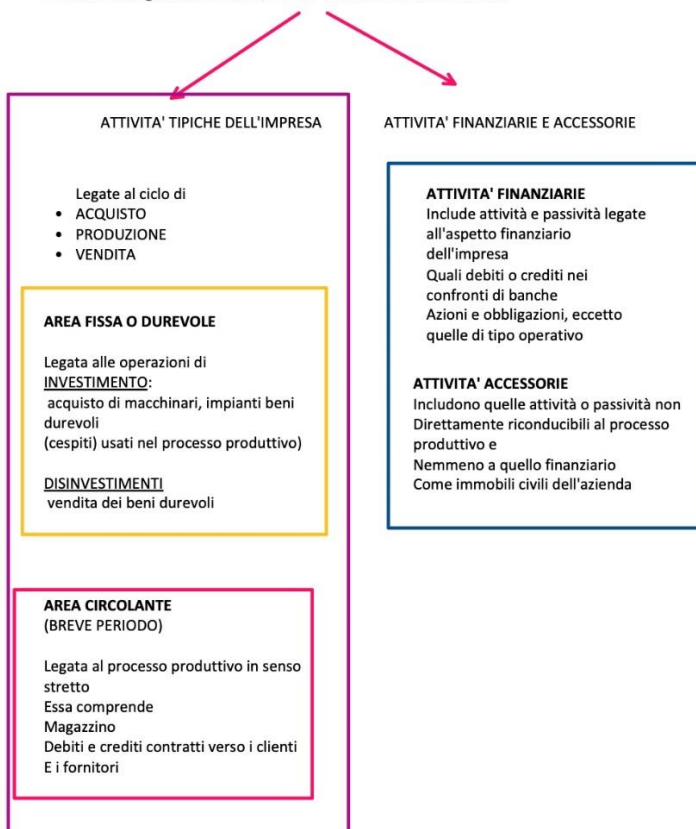 ATTIVITA' TIPICHE DELL'IMPRESA
Legate al ciclo di
• ACQUISTO
• PRODUZIONE
• VENDITA
AREA FISSA O DUREVOLE
Legata alle operazioni di
INVESTIMENTO:
acquisto di macchinari, impianti beni
durevoli
(cespiti) usati nel processo produttivo)
DISINVESTIMENTI
vendita dei beni durevoli
AREA CIRCOLANTE
(BREVE PERIODO)
Legata al processo produttivo in senso
stretto
Essa comprende
Magazzino
Debiti e crediti contratti verso i clienti
E i fornitori
ATTIVITA' FINANZIARIE E ACCESSORIE
ATTIVITA' FINANZIARIE
Include attività e passività legate
all'aspetto finanziario
dell'impresa
Quali debiti o crediti nei
confronti di banche
Azioni e obbligazioni, eccetto
quelle di tipo operativo
ATTIVITA' ACCESSORIE
Includono quelle attività o passività non
Direttamente riconducibili al processo
produttivo e
Nemmeno a quello finanziario
Come immobili civili dell'azienda